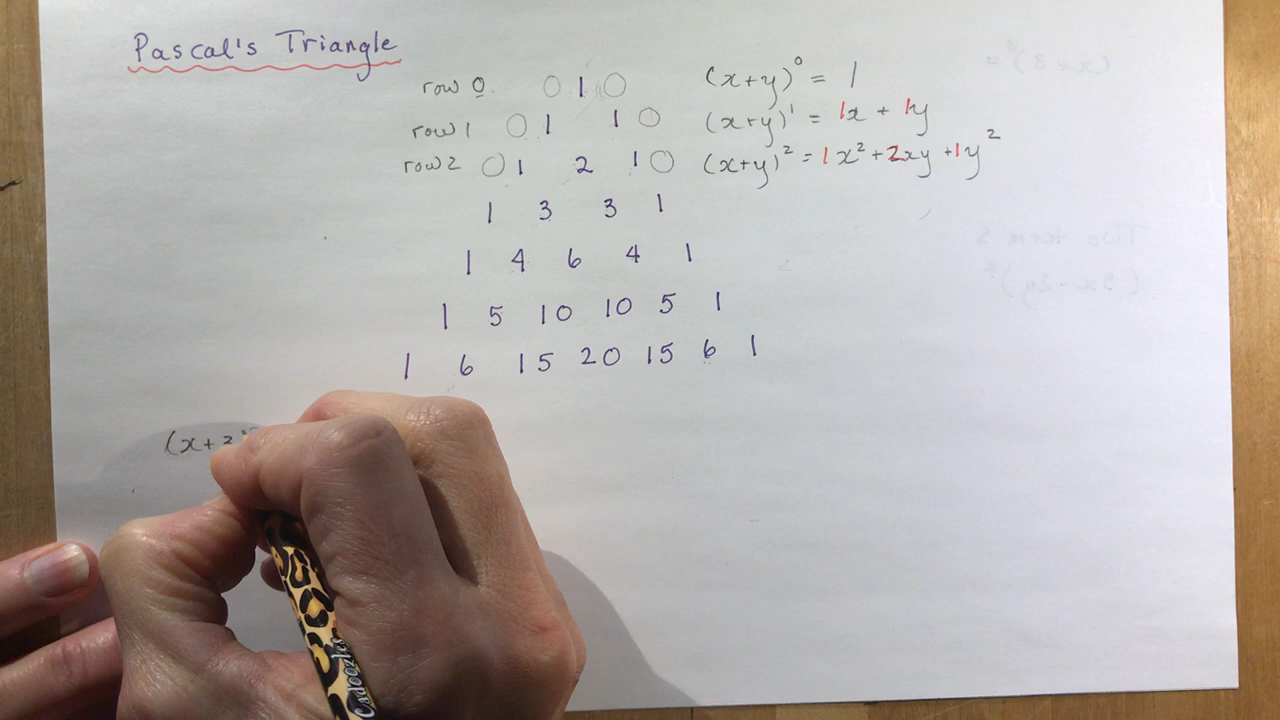 Pascal's Triangle
row 0. 0 1 0 (x+y)⁰ = 1
row 1 0 1 1 0 (x+y)¹ = 1x + 1y
row 2 0 1 2 1 0 (x+y)² = 1x² + 2xy + 1y²
1 3 3 1
1 4 6 4 1
1 5 10 10 5 1
1 6 15 20 15 6 1
(x+
Cadoozles